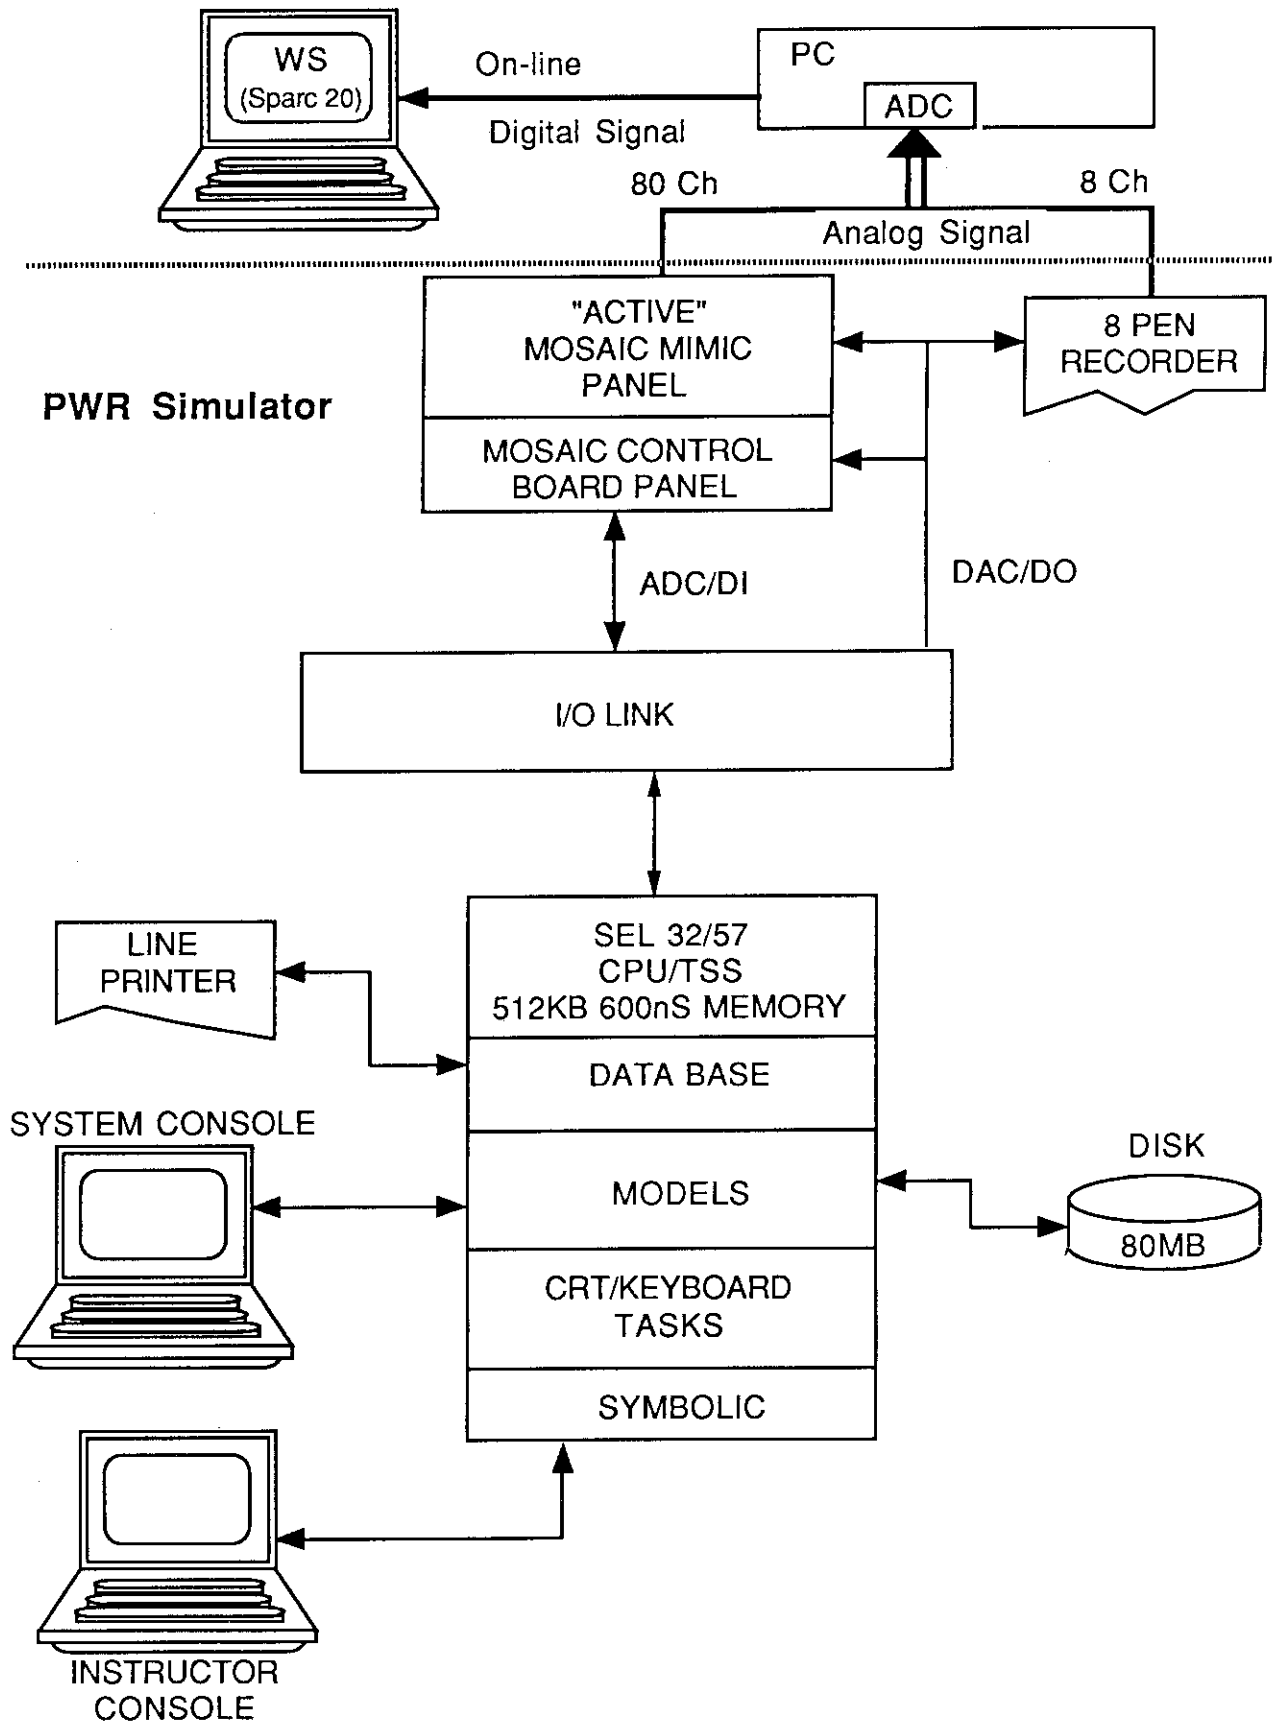 WS
(Sparc 20)
On-line
Digital Signal
PC
ADC
80 Ch
8 Ch
Analog Signal
"ACTIVE"
MOSAIC MIMIC
PANEL
8 PEN
RECORDER
PWR Simulator
MOSAIC CONTROL
BOARD PANEL
ADC/DI
DAC/DO
I/O LINK
LINE
PRINTER
SEL 32/57
CPU/TSS
512KB 600nS MEMORY
DATA BASE
SYSTEM CONSOLE
MODELS
DISK
80MB
CRT/KEYBOARD
TASKS
SYMBOLIC
INSTRUCTOR
CONSOLE